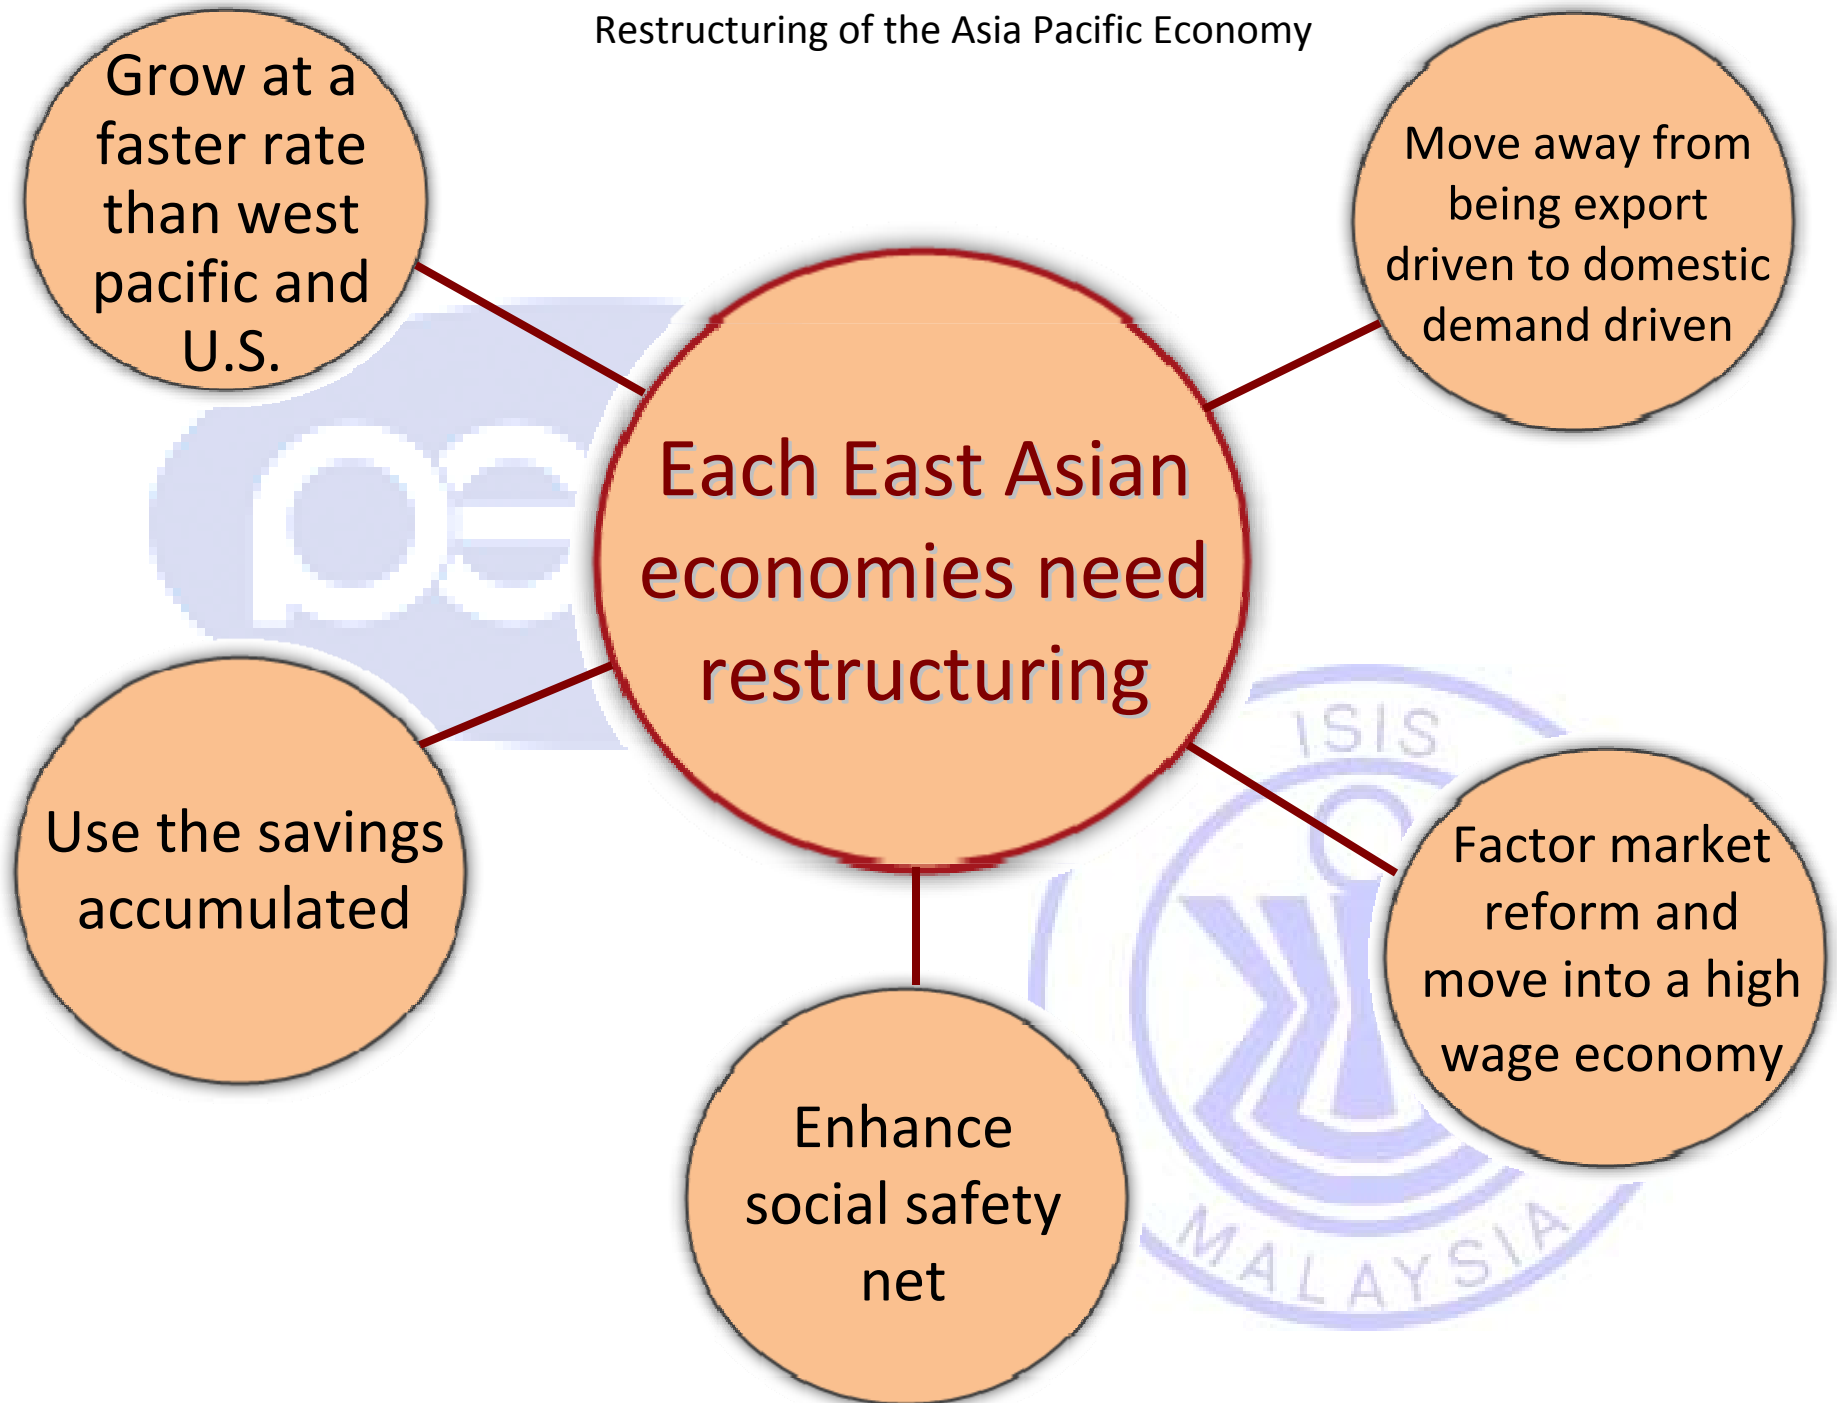 Restructuring of the Asia Pacific Economy
Grow at a
faster rate
than west
pacific and
U.S.
Move away from
being export
driven to domestic
demand driven
Each East Asian
economies need
restructuring
Use the savings
accumulated
Factor market
reform and
move into a high
wage economy
Enhance
social safety
net
ISIS
MALAYSIA